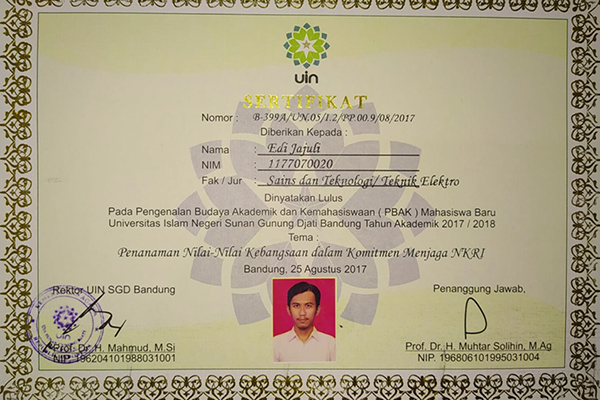 uin
SERTIFIKAT
Nomor : B-399A/UN.05/I.2/PP.00.9/08/2017
Diberikan Kepada :
Nama : Edi Jajuli
NIM : 1177070020
Fak / Jur : Sains dan Teknologi/ Teknik Elektro
Dinyatakan Lulus
Pada Pengenalan Budaya Akademik dan Kemahasiswaan ( PBAK ) Mahasiswa Baru
Universitas Islam Negeri Sunan Gunung Djati Bandung Tahun Akademik 2017 / 2018
Tema :
Penanaman Nilai-Nilai Kebangsaan dalam Komitmen Menjaga NKRI
Bandung, 25 Agustus 2017
Rektor UIN SGD Bandung
Prof. Dr. H. Mahmud, M.Si
NIP. 196204101988031001
Penanggung Jawab,
Prof. Dr. H. Muhtar Solihin, M.Ag
NIP. 196806101995031004